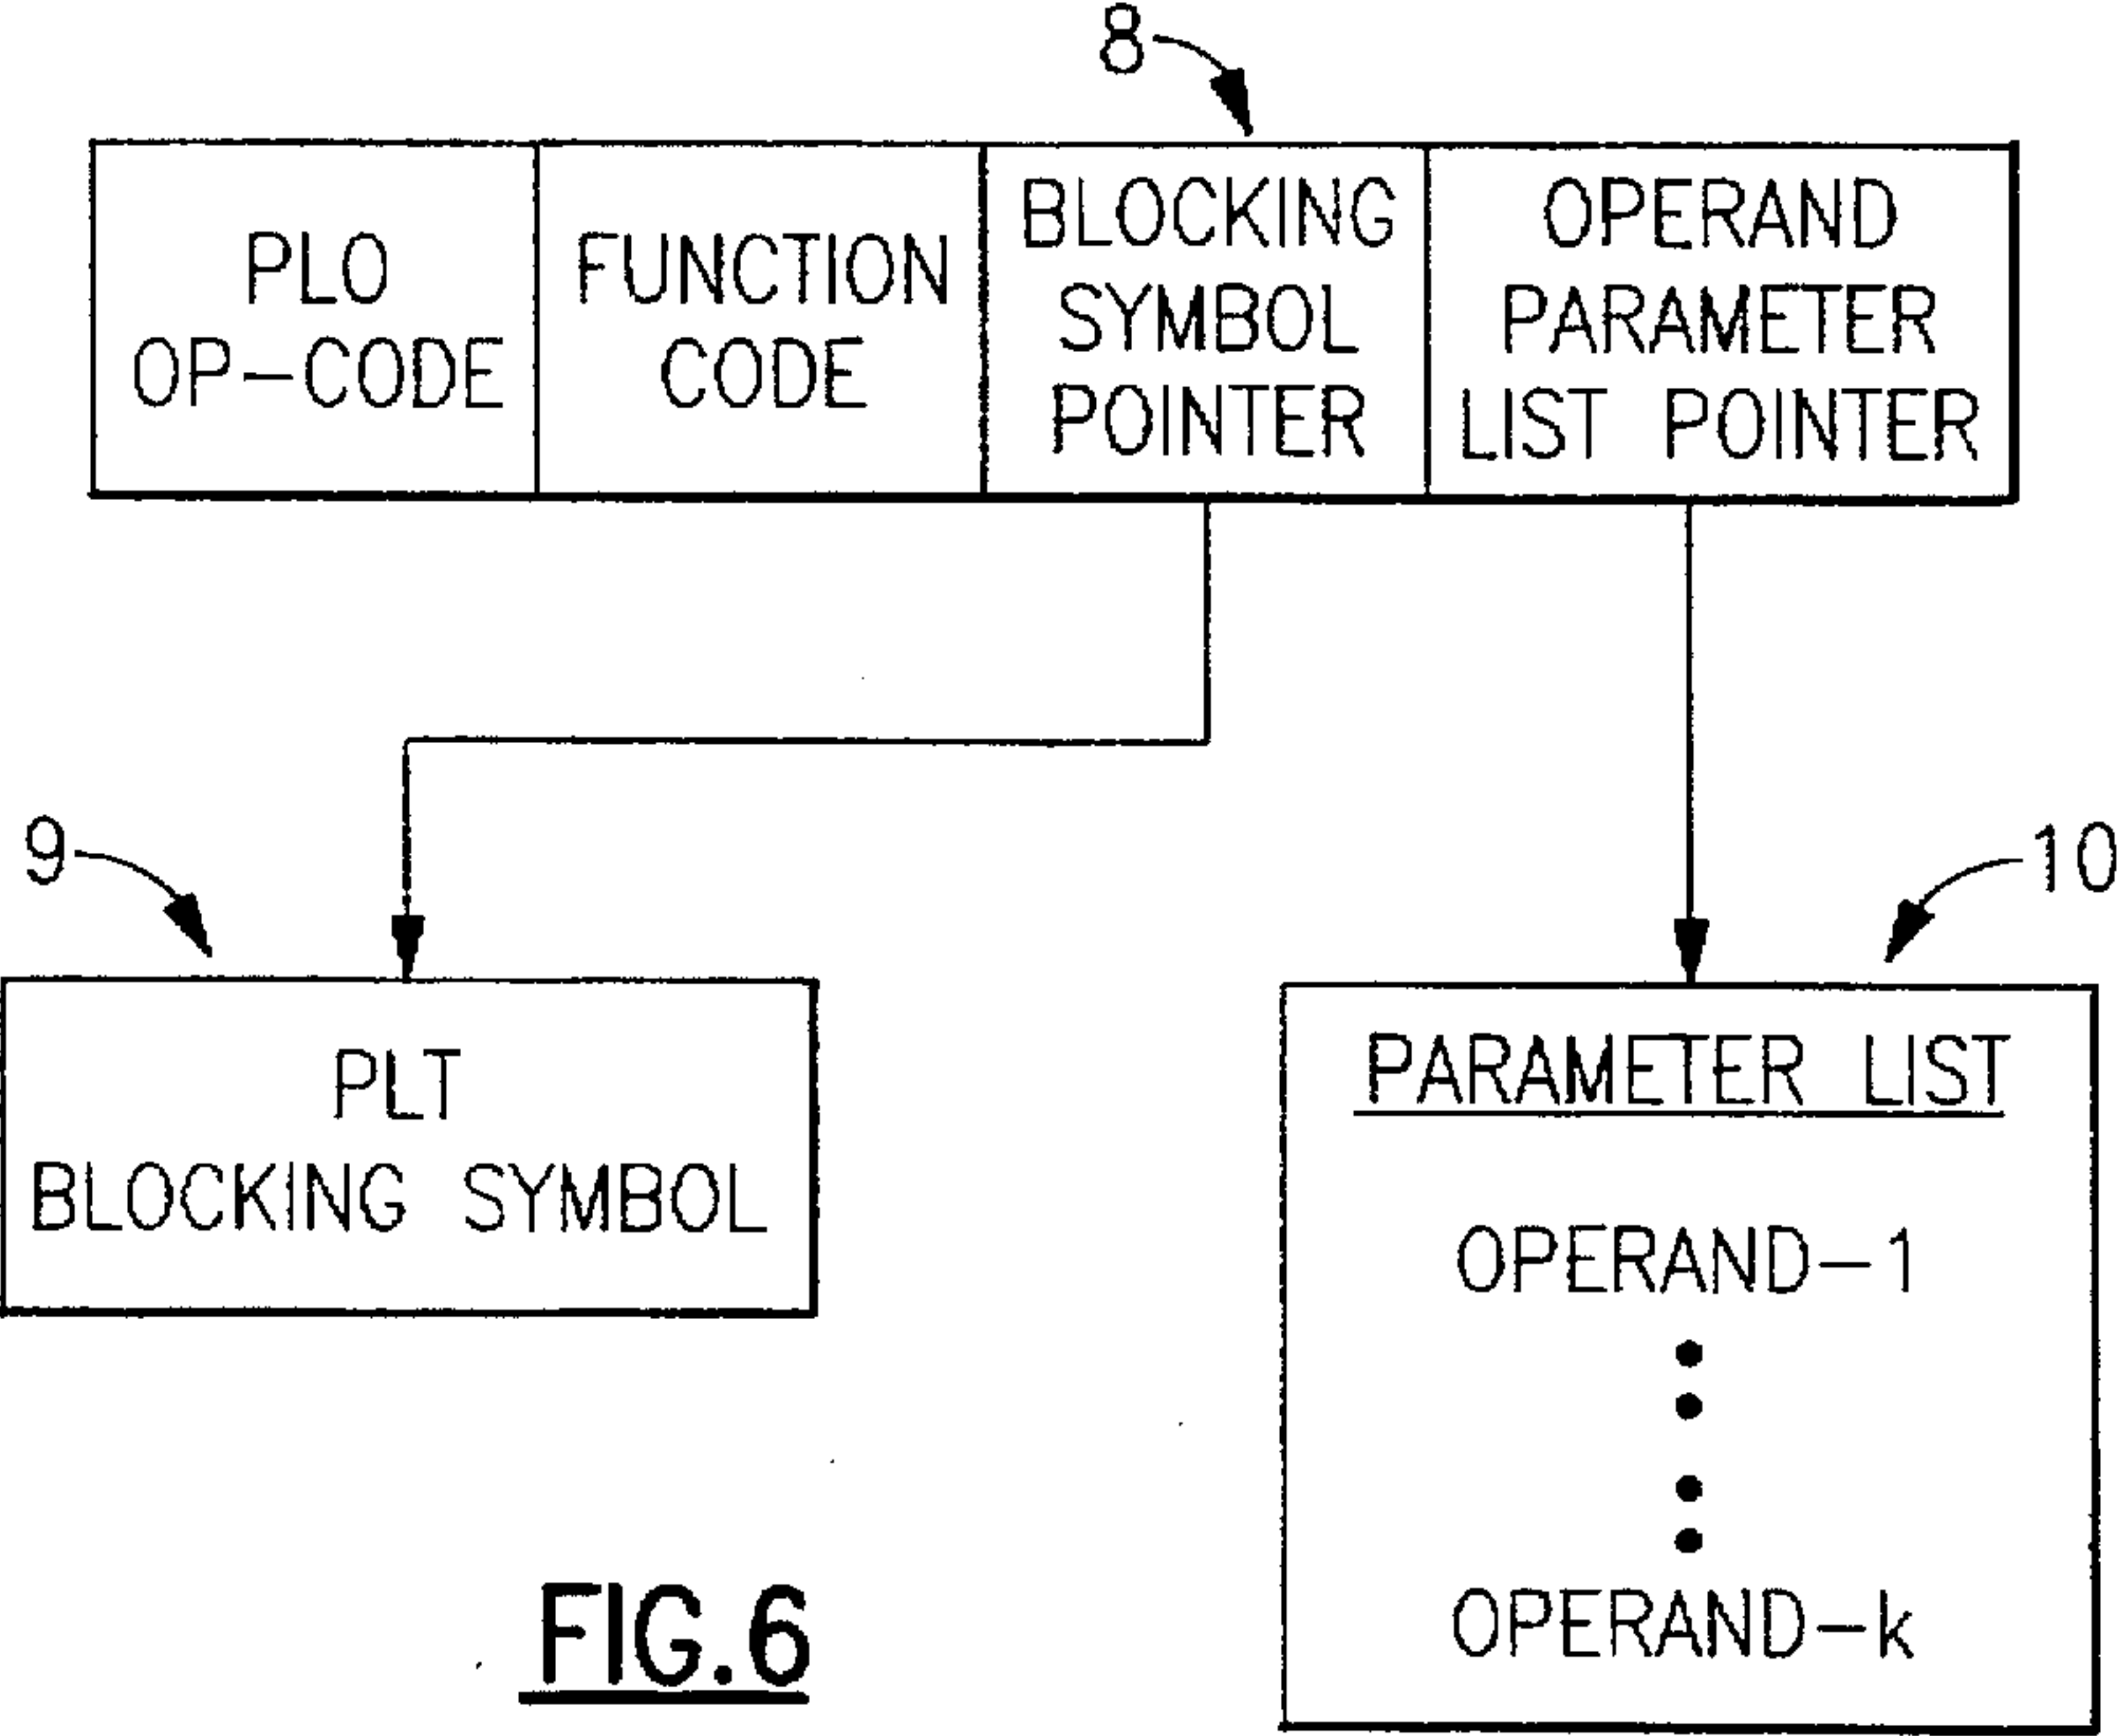 8
PLO
OP-CODE
FUNCTION
CODE
BLOCKING
SYMBOL
POINTER
OPERAND
PARAMETER
LIST POINTER
9
PLT
BLOCKING SYMBOL
10
PARAMETER LIST
OPERAND-1
OPERAND-k
FIG.6